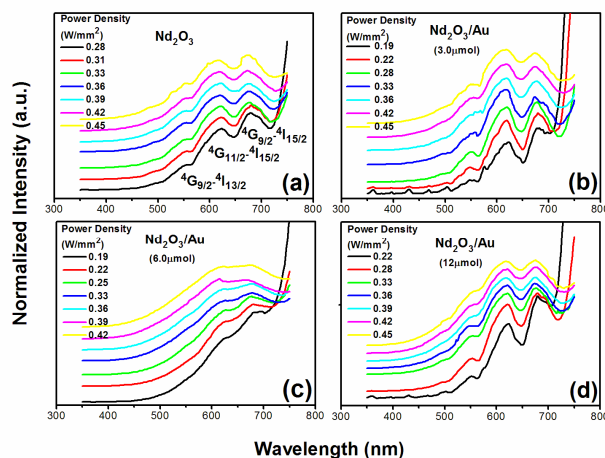 Normalized Intensity (a.u.)
Power Density
(W/mm²)
0.28
0.31
0.33
0.36
0.39
0.42
0.45
Nd₂O₃
⁴G₉/₂-⁴I₁₅/₂
⁴G₁₁/₂-⁴I₁₅/₂
⁴G₉/₂-⁴I₁₃/₂
(a)
300 400 500 600 700 800
Power Density
(W/mm²)
0.19
0.22
0.28
0.33
0.36
0.42
0.45
Nd₂O₃/Au
(3.0μmol)
(b)
300 400 500 600 700 800
Power Density
(W/mm²)
0.19
0.22
0.25
0.33
0.36
0.39
0.42
Nd₂O₃/Au
(6.0μmol)
(c)
300 400 500 600 700 800
Power Density
(W/mm²)
0.22
0.28
0.33
0.36
0.39
0.42
0.45
Nd₂O₃/Au
(12μmol)
(d)
300 400 500 600 700 800
Wavelength (nm)